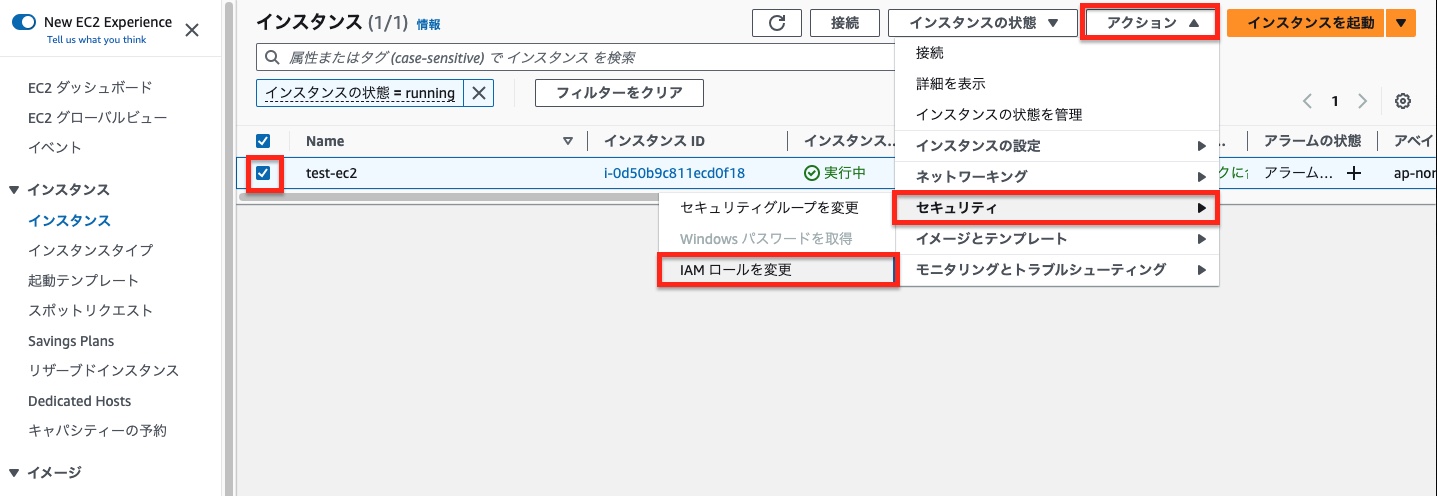 New EC2 Experience
Tell us what you think
EC2 ダッシュボード
EC2 グローバルビュー
イベント
インスタンス
インスタンス
インスタンスタイプ
起動テンプレート
スポットリクエスト
Savings Plans
リザーブドインスタンス
Dedicated Hosts
キャパシティーの予約
イメージ
インスタンス (1/1) 情報
接続 インスタンスの状態 アクション インスタンスを起動
属性またはタグ (case-sensitive) で インスタンス を検索
インスタンスの状態 = running フィルターをクリア
1
Name インスタンス ID インスタンス... アラームの状態 アベイ
test-ec2 i-0d50b9c811ecd0f18 実行中 アラーム... ap-nor
接続
詳細を表示
インスタンスの状態を管理
インスタンスの設定
ネットワーキング
セキュリティ
イメージとテンプレート
モニタリングとトラブルシューティング
セキュリティグループを変更
Windows パスワードを取得
IAM ロールを変更